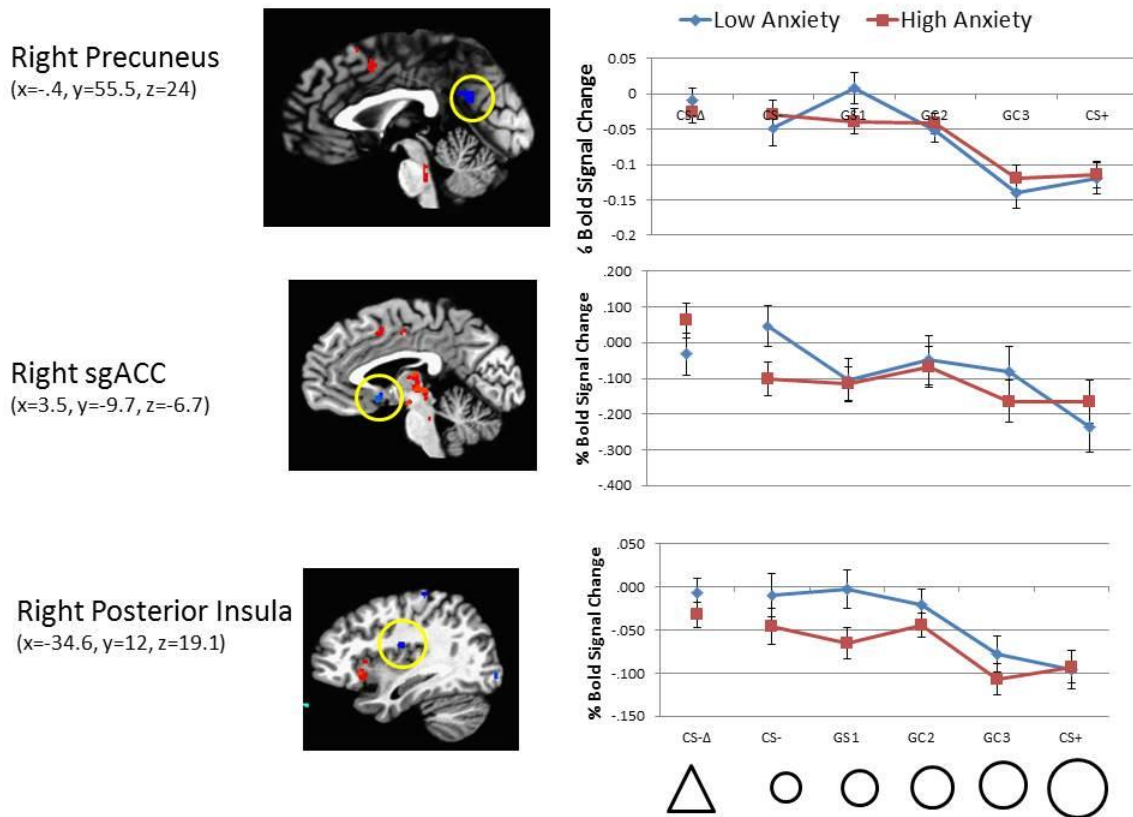 Low Anxiety High Anxiety
Right Precuneus
(x=-.4, y=55.5, z=24)
% Bold Signal Change
0.05
0
-0.05
-0.1
-0.15
-0.2
CS-Δ CS- GS1 GC2 GC3 CS+
Right sgACC
(x=3.5, y=-9.7, z=-6.7)
% Bold Signal Change
.200
.100
.000
-.100
-.200
-.300
-.400
Right Posterior Insula
(x=-34.6, y=12, z=19.1)
% Bold Signal Change
.050
.000
-.050
-.100
-.150
CS-Δ CS- GS1 GC2 GC3 CS+